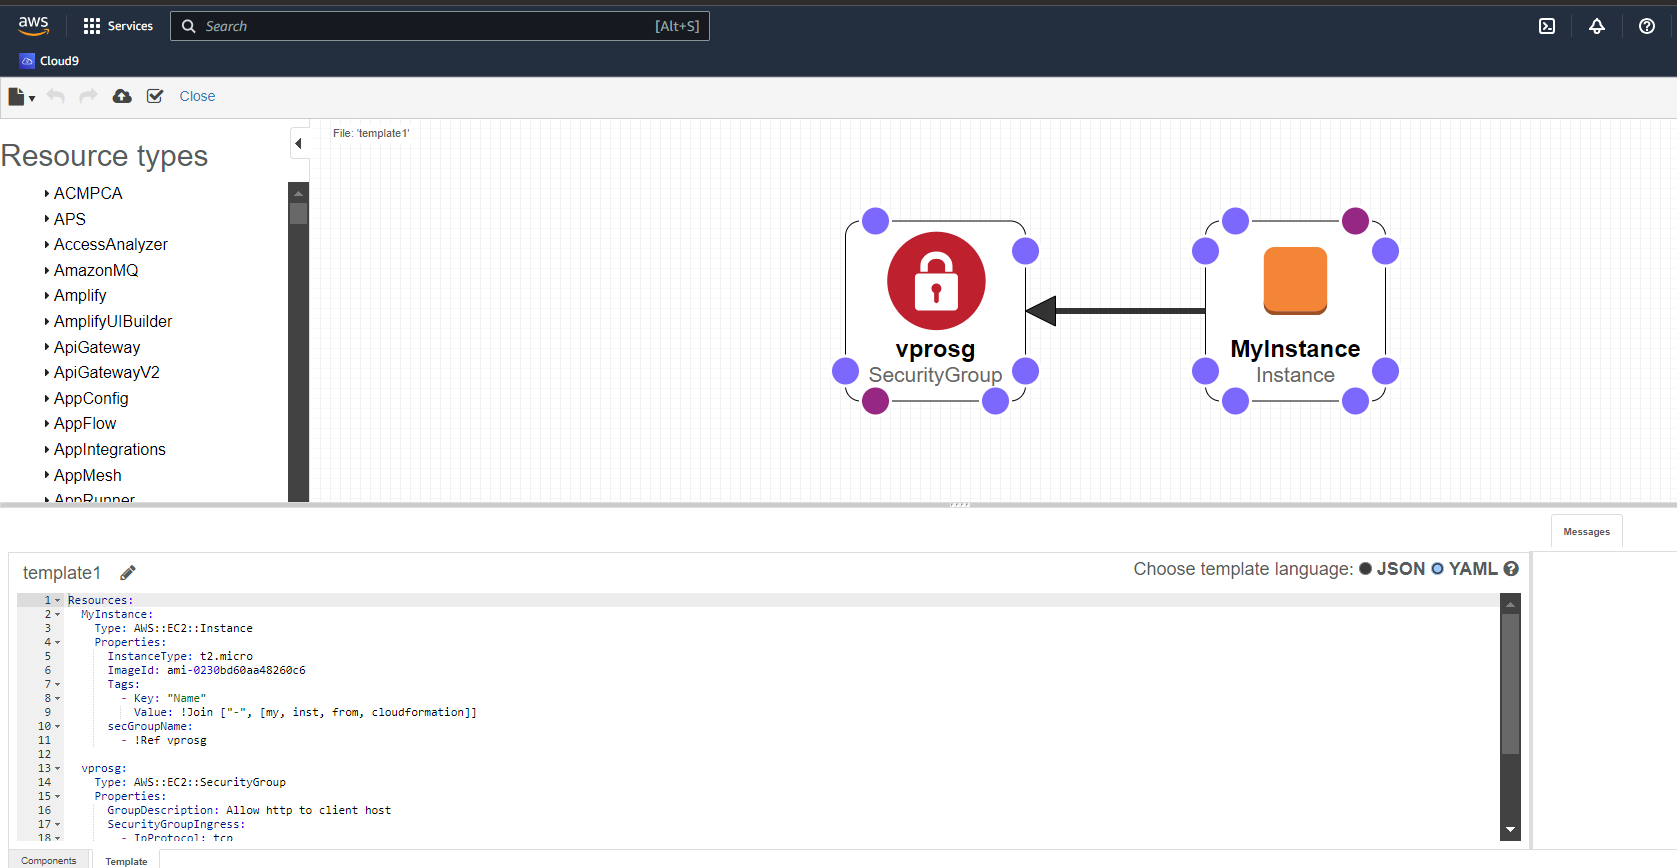 aws
Services
Search
[Alt+S]
Cloud9
Close
File: 'template1'
Resource types
ACMPCA
APS
AccessAnalyzer
AmazonMQ
Amplify
AmplifyUIBuilder
ApiGateway
ApiGatewayV2
AppConfig
AppFlow
AppIntegrations
AppMesh
AppRunner
vprosg
SecurityGroup
MyInstance
Instance
Messages
template1
Choose template language: JSON YAML
1 Resources:
2 MyInstance:
3 Type: AWS::EC2::Instance
4 Properties:
5 InstanceType: t2.micro
6 ImageId: ami-0230bd60aa48260c6
7 Tags:
8 - Key: "Name"
9 Value: !Join ["-", [my, inst, from, cloudformation]]
10 secGroupName:
11 - !Ref vprosg
12
13 vprosg:
14 Type: AWS::EC2::SecurityGroup
15 Properties:
16 GroupDescription: Allow http to client host
17 SecurityGroupIngress:
18 - IpProtocol: tcp
Components
Template